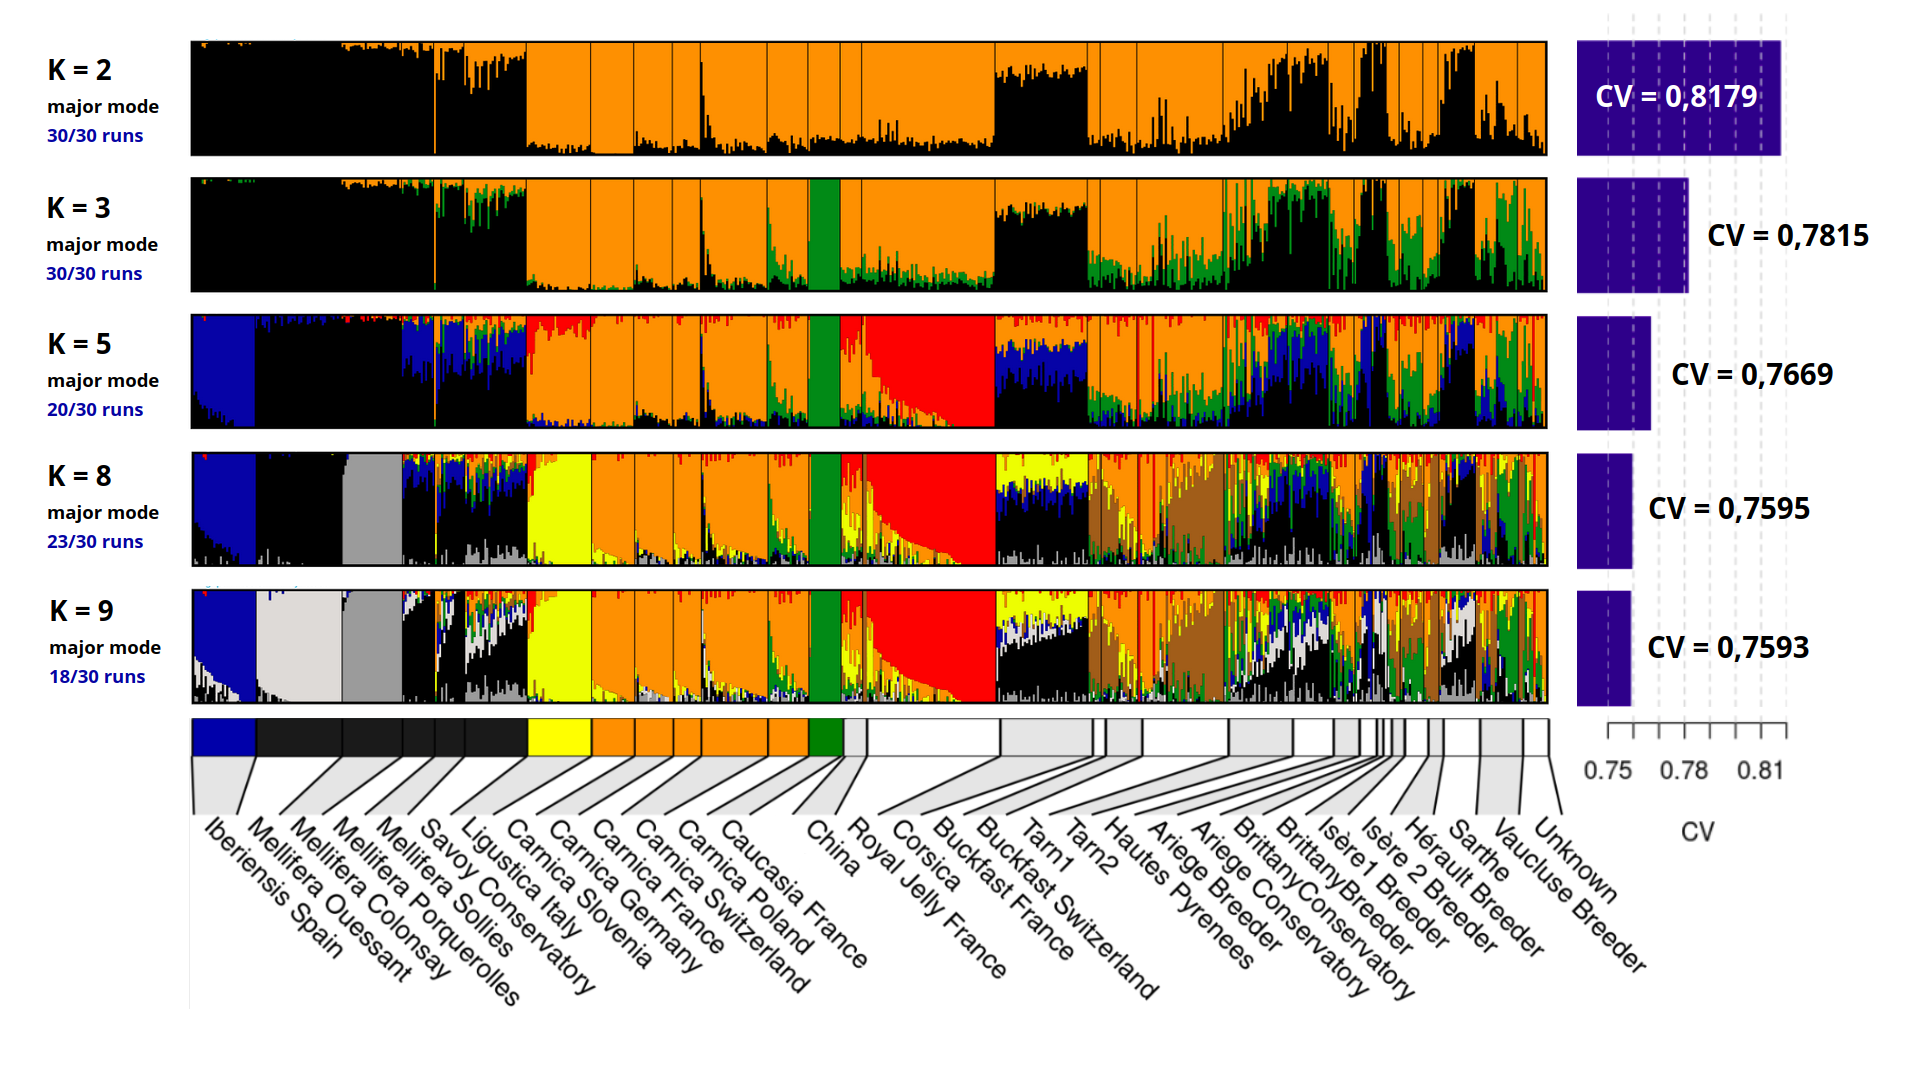 K = 2
major mode
30/30 runs
CV = 0,8179
K = 3
major mode
30/30 runs
CV = 0,7815
K = 5
major mode
20/30 runs
CV = 0,7669
K = 8
major mode
23/30 runs
CV = 0,7595
K = 9
major mode
18/30 runs
CV = 0,7593
0.75
0.78
0.81
CV
Iberiensis Spain
Mellifera Ouessant
Mellifera Colonsay
Mellifera Porquerolles
Mellifera Sollies
Savoy Conservatory
Ligustica Italy
Carnica Slovenia
Carnica Germany
Carnica France
Carnica Switzerland
Carnica Poland
Caucasia France
China
Royal Jelly France
Corsica
Buckfast France
Buckfast Switzerland
Tarn1
Tarn2
Hautes Pyrenees
Ariege Breeder
Ariege Conservatory
BrittanyConservatory
BrittanyBreeder
Isère1 Breeder
Isère 2 Breeder
Hérault Breeder
Sarthe
Vaucluse Breeder
Unknown